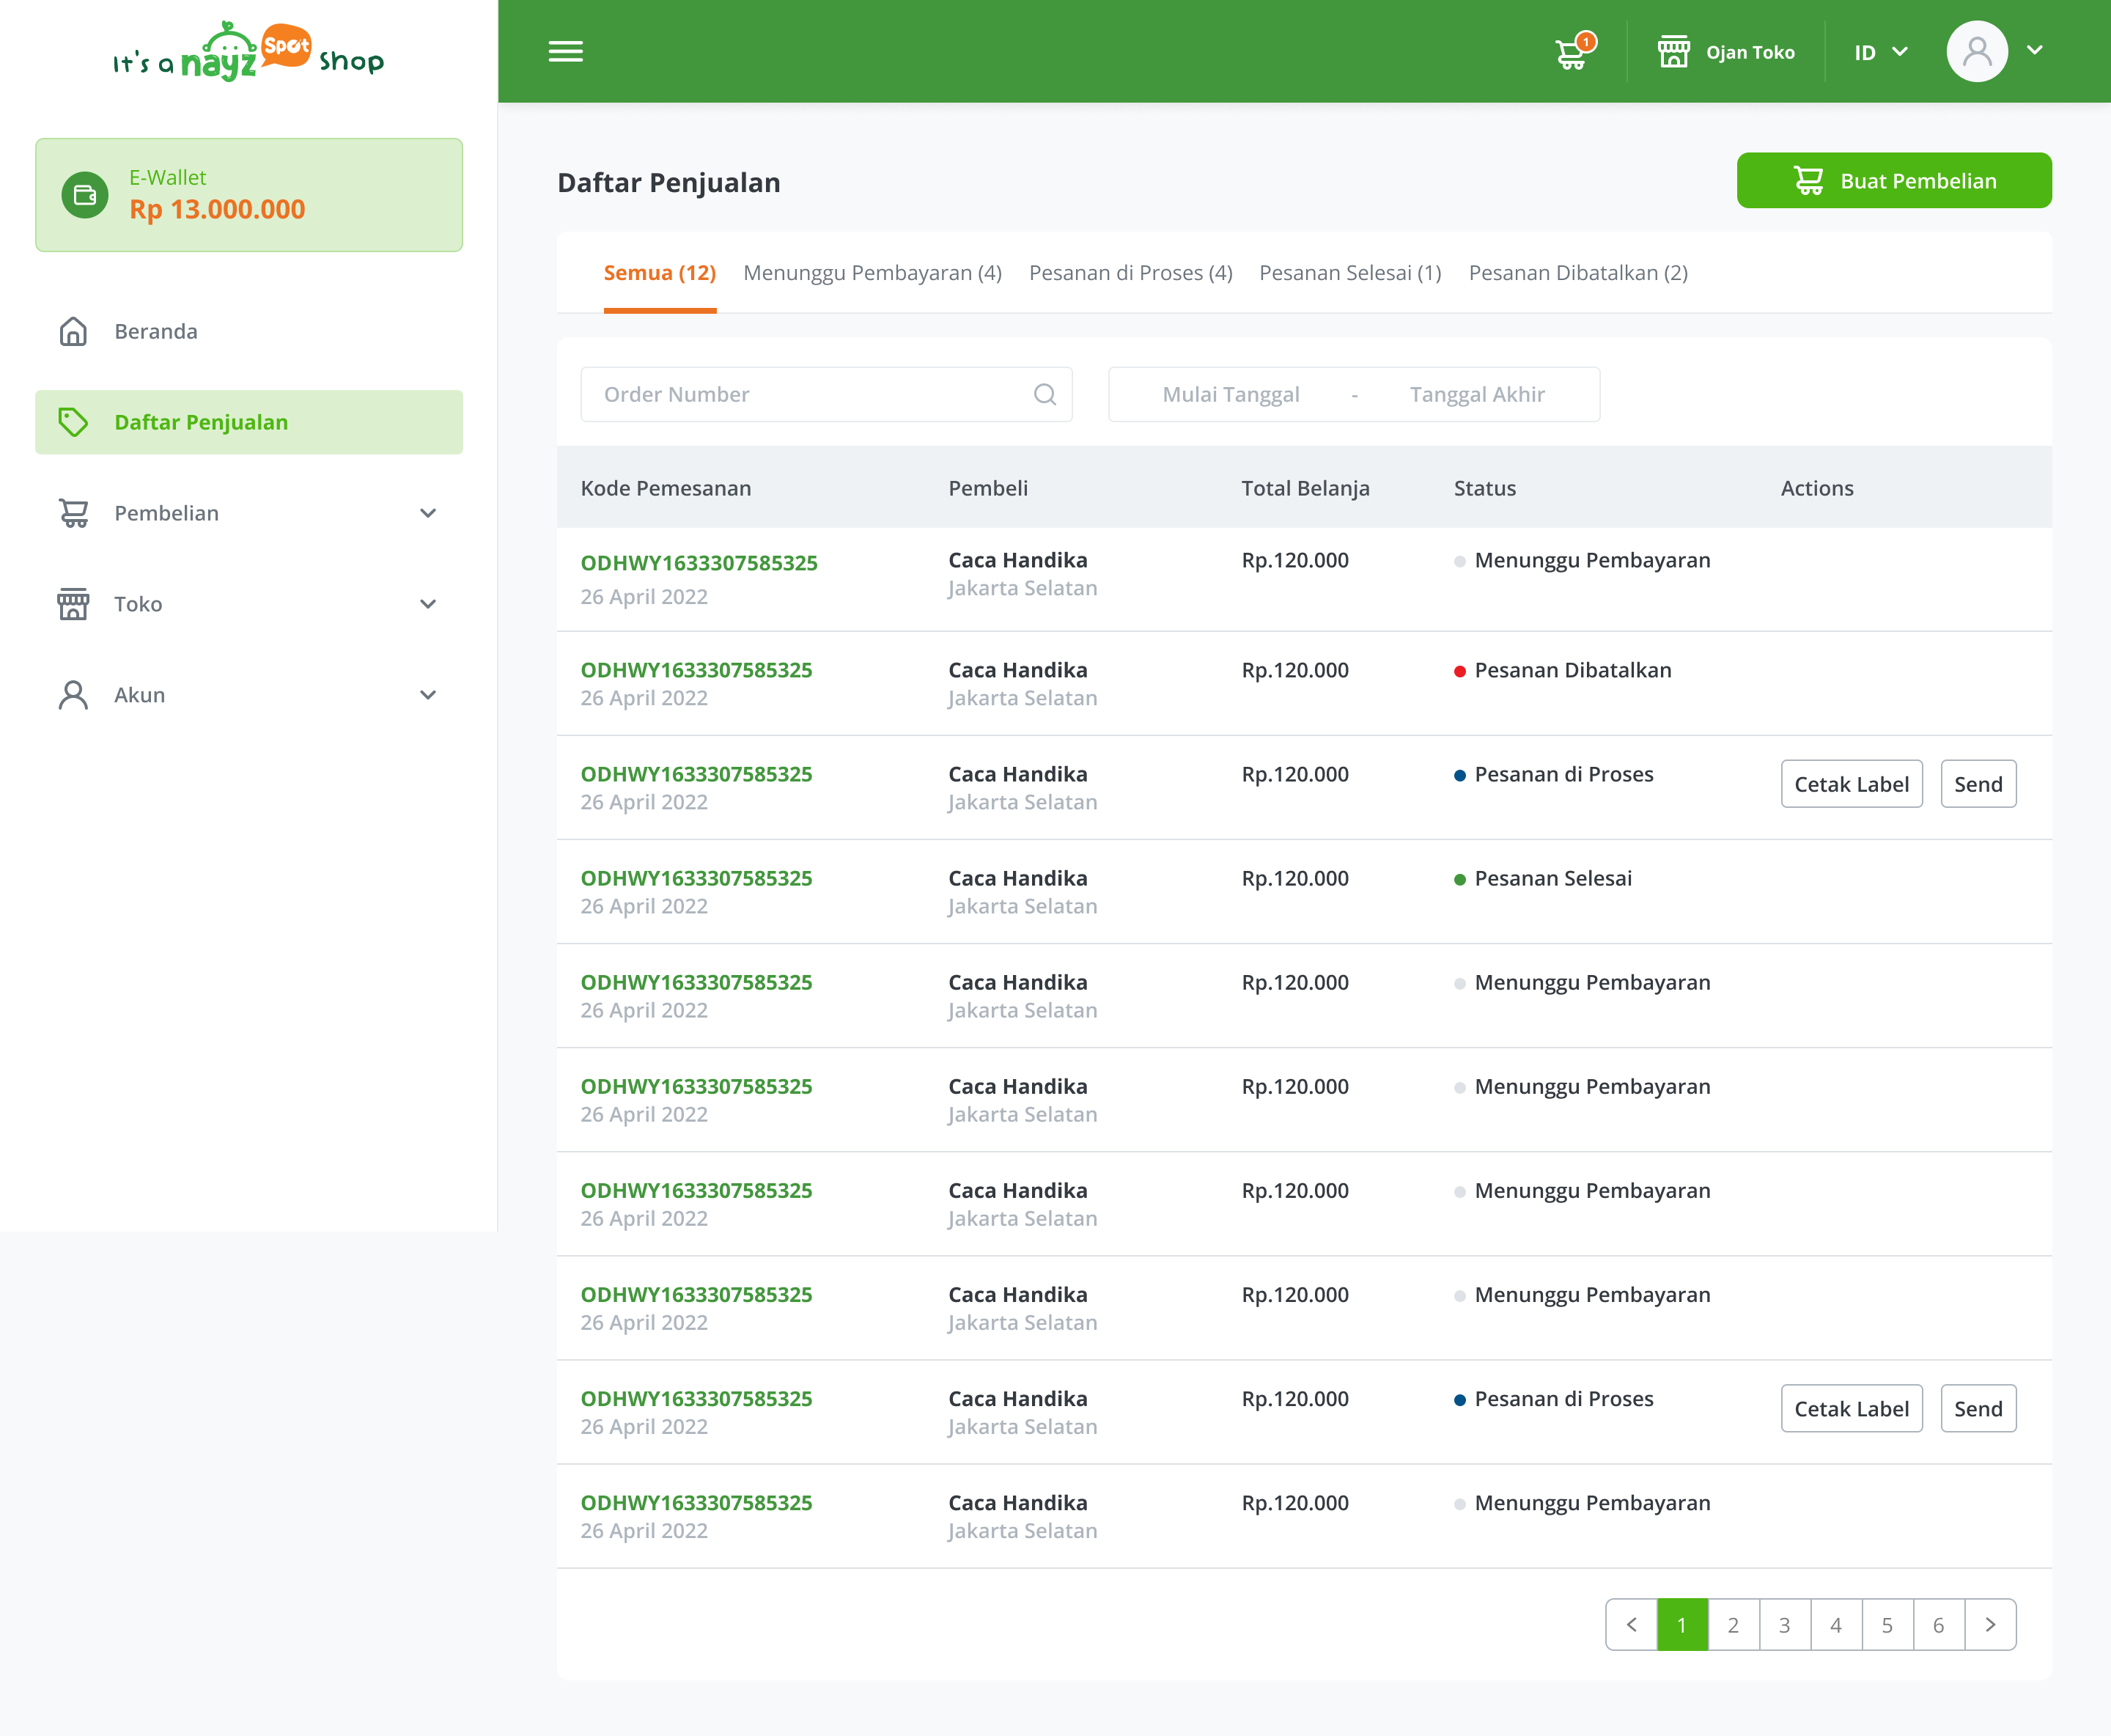 It's a nayz Spot Shop
1
Ojan Toko
ID
E-Wallet
Rp 13.000.000
Beranda
Daftar Penjualan
Pembelian
Toko
Akun
Daftar Penjualan
Buat Pembelian
Semua (12) Menunggu Pembayaran (4) Pesanan di Proses (4) Pesanan Selesai (1) Pesanan Dibatalkan (2)
Order Number
Mulai Tanggal - Tanggal Akhir
Kode Pemesanan Pembeli Total Belanja Status Actions
ODHWY1633307585325 Caca Handika Rp.120.000 Menunggu Pembayaran
26 April 2022 Jakarta Selatan
ODHWY1633307585325 Caca Handika Rp.120.000 Pesanan Dibatalkan
26 April 2022 Jakarta Selatan
ODHWY1633307585325 Caca Handika Rp.120.000 Pesanan di Proses Cetak Label Send
26 April 2022 Jakarta Selatan
ODHWY1633307585325 Caca Handika Rp.120.000 Pesanan Selesai
26 April 2022 Jakarta Selatan
ODHWY1633307585325 Caca Handika Rp.120.000 Menunggu Pembayaran
26 April 2022 Jakarta Selatan
ODHWY1633307585325 Caca Handika Rp.120.000 Menunggu Pembayaran
26 April 2022 Jakarta Selatan
ODHWY1633307585325 Caca Handika Rp.120.000 Menunggu Pembayaran
26 April 2022 Jakarta Selatan
ODHWY1633307585325 Caca Handika Rp.120.000 Menunggu Pembayaran
26 April 2022 Jakarta Selatan
ODHWY1633307585325 Caca Handika Rp.120.000 Pesanan di Proses Cetak Label Send
26 April 2022 Jakarta Selatan
ODHWY1633307585325 Caca Handika Rp.120.000 Menunggu Pembayaran
26 April 2022 Jakarta Selatan
1 2 3 4 5 6